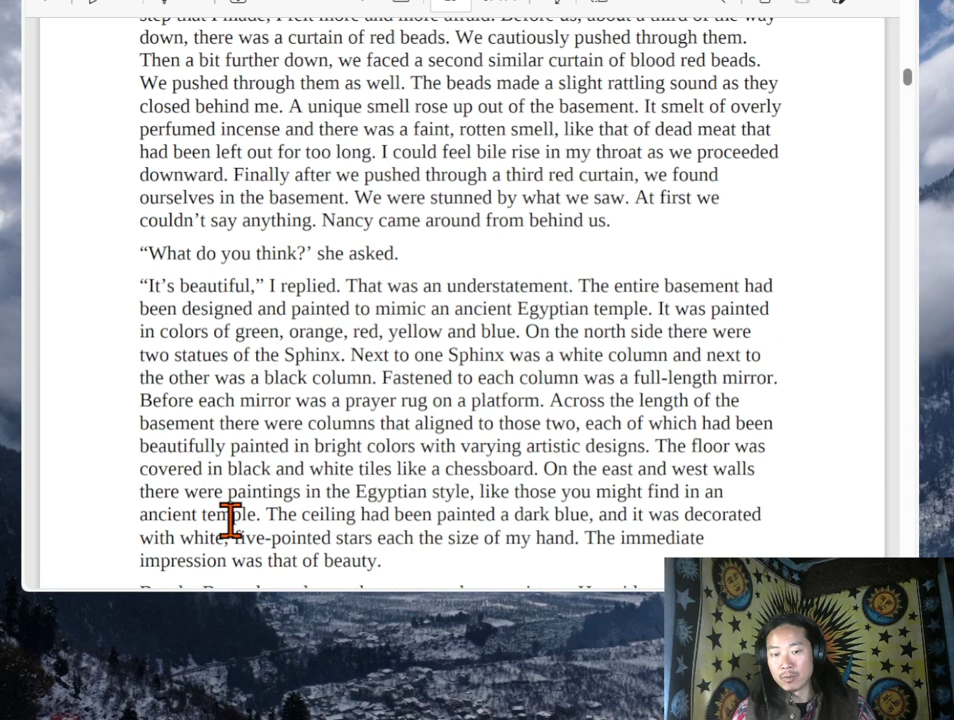 step that I made, I felt more and more afraid. Before us, about a third of the way
down, there was a curtain of red beads. We cautiously pushed through them.
Then a bit further down, we faced a second similar curtain of blood red beads.
We pushed through them as well. The beads made a slight rattling sound as they
closed behind me. A unique smell rose up out of the basement. It smelt of overly
perfumed incense and there was a faint, rotten smell, like that of dead meat that
had been left out for too long. I could feel bile rise in my throat as we proceeded
downward. Finally after we pushed through a third red curtain, we found
ourselves in the basement. We were stunned by what we saw. At first we
couldn’t say anything. Nancy came around from behind us.
“What do you think?’ she asked.
“It’s beautiful,” I replied. That was an understatement. The entire basement had
been designed and painted to mimic an ancient Egyptian temple. It was painted
in colors of green, orange, red, yellow and blue. On the north side there were
two statues of the Sphinx. Next to one Sphinx was a white column and next to
the other was a black column. Fastened to each column was a full-length mirror.
Before each mirror was a prayer rug on a platform. Across the length of the
basement there were columns that aligned to those two, each of which had been
beautifully painted in bright colors with varying artistic designs. The floor was
covered in black and white tiles like a chessboard. On the east and west walls
there were paintings in the Egyptian style, like those you might find in an
ancient temple. The ceiling had been painted a dark blue, and it was decorated
with white, five-pointed stars each the size of my hand. The immediate
impression was that of beauty.